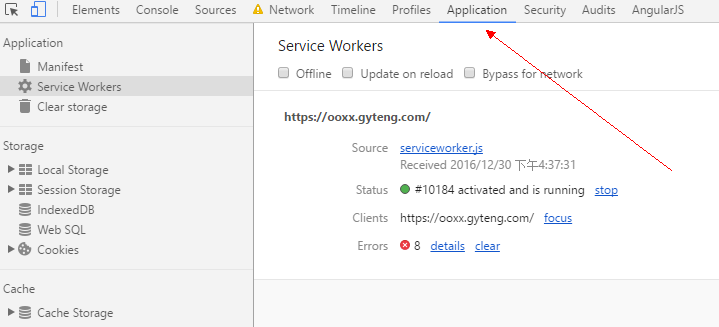 Elements Console Sources Network Timeline Profiles Application Security Audits AngularJS
Application
Manifest
Service Workers
Clear storage
Storage
Local Storage
Session Storage
IndexedDB
Web SQL
Cookies
Cache
Cache Storage
Service Workers
Offline Update on reload Bypass for network
https://ooxx.gyteng.com/
Source serviceworker.js
Received 2016/12/30 下午4:37:31
Status #10184 activated and is running stop
Clients https://ooxx.gyteng.com/ focus
Errors 8 details clear